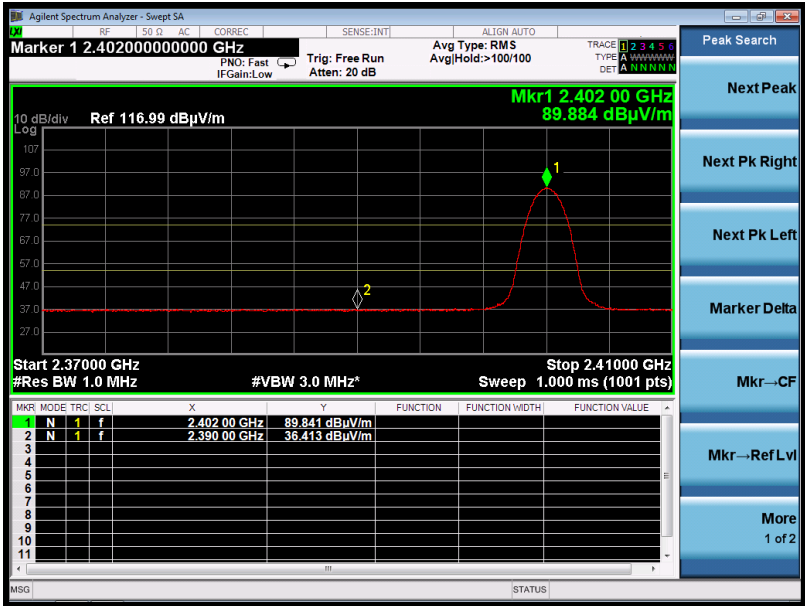 Agilent Spectrum Analyzer - Swept SA
LXI RF 50 Ω AC CORREC SENSE:INT ALIGN AUTO
Marker 1 2.402000000000 GHz
PNO: Fast
IFGain:Low
Trig: Free Run
Atten: 20 dB
Avg Type: RMS
Avg|Hold:>100/100
TRACE 1 2 3 4 5 6
TYPE A WWWWW
DET A N N N N N
Peak Search
Next Peak
Next Pk Right
Next Pk Left
Marker Delta
Mkr→CF
Mkr→Ref Lvl
More
1 of 2
Mkr1 2.402 00 GHz
89.884 dBµV/m
10 dB/div Ref 116.99 dBµV/m
Log
107
97.0
87.0
77.0
67.0
57.0
47.0
37.0
27.0
1
2
Start 2.37000 GHz Stop 2.41000 GHz
#Res BW 1.0 MHz #VBW 3.0 MHz* Sweep 1.000 ms (1001 pts)
MKR MODE TRC SCL X Y FUNCTION FUNCTION WIDTH FUNCTION VALUE
1 N 1 f 2.402 00 GHz 89.841 dBµV/m
2 N 1 f 2.390 00 GHz 36.413 dBµV/m
3
4
5
6
7
8
9
10
11
MSG STATUS